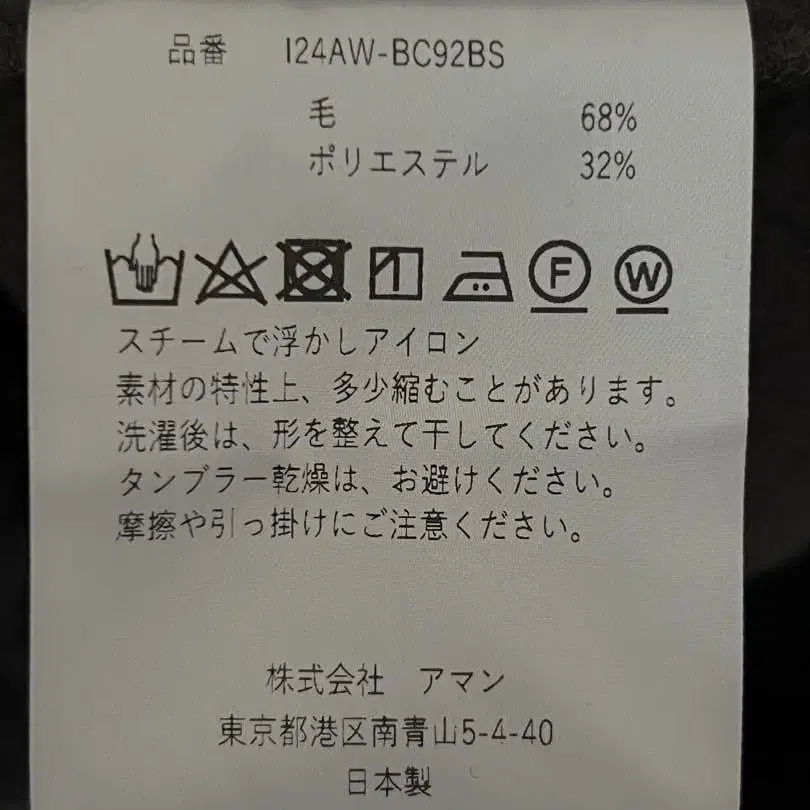 品番 I24AW-BC92BS
毛 68%
ポリエステル 32%
F W
スチームで浮かしアイロン
素材の特性上、多少縮むことがあります。
洗濯後は、形を整えて干してください。
タンブラー乾燥は、お避けください。
摩擦や引っ掛けにご注意ください。
株式会社 アマン
東京都港区南青山5-4-40
日本製